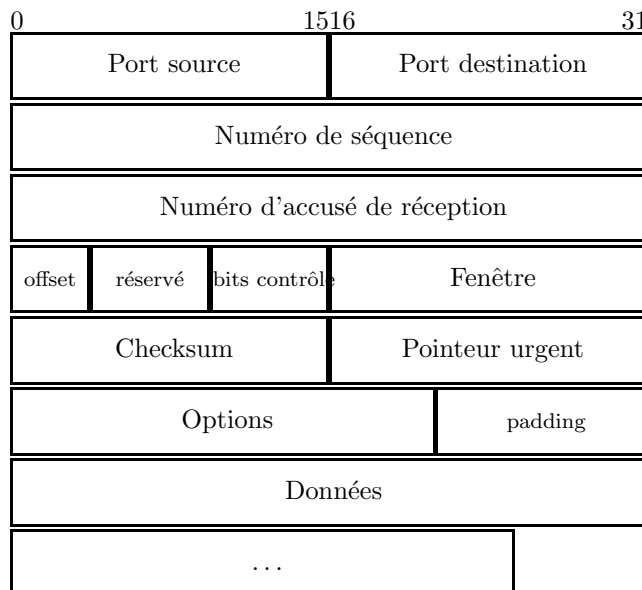 0 1516 31
Port source Port destination
Numéro de séquence
Numéro d'accusé de réception
offset réservé bits contrôle Fenêtre
Checksum Pointeur urgent
Options padding
Données
...